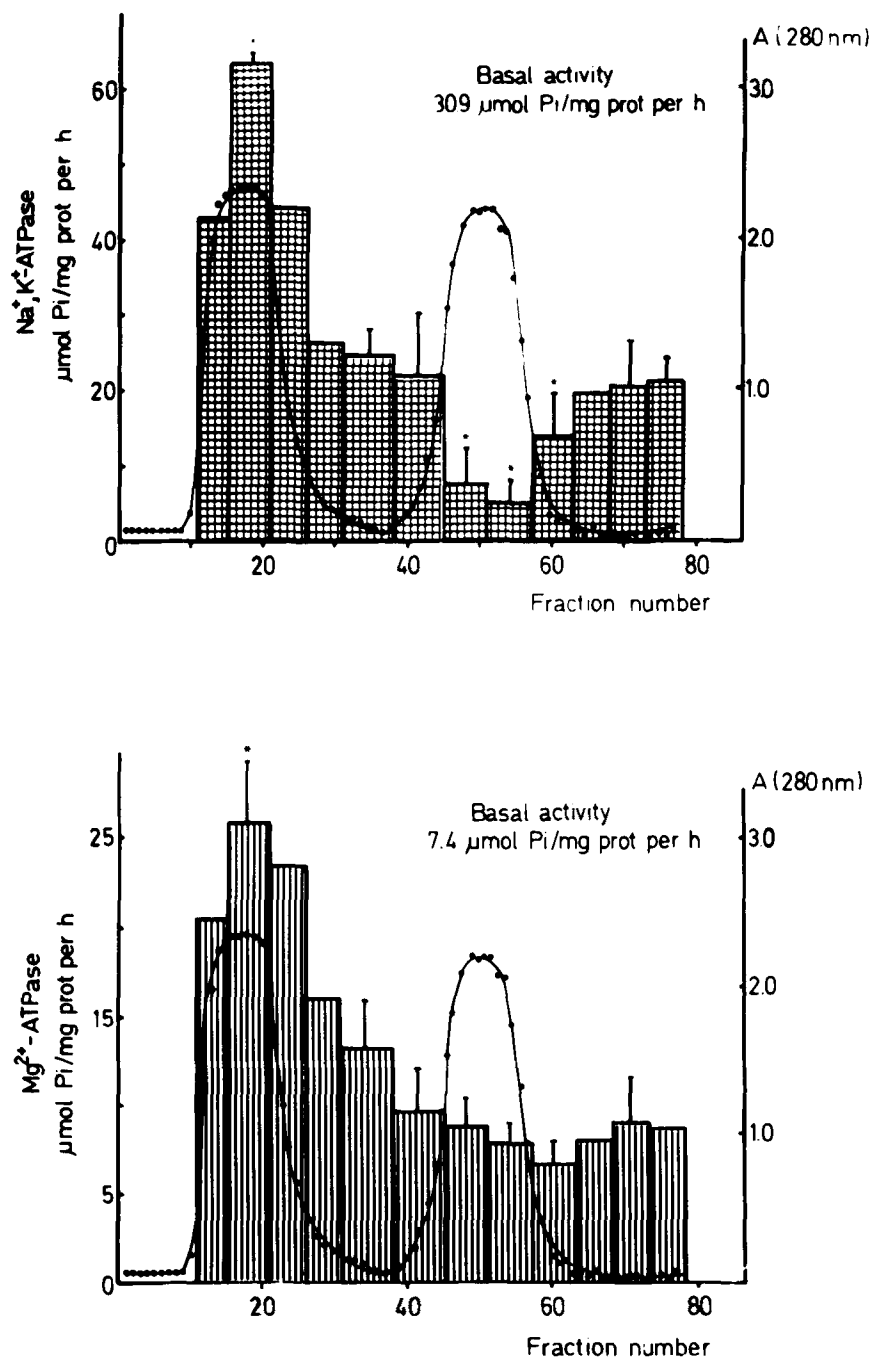 A (280 nm)
Basal activity
309 µmol Pi/mg prot per h
Na⁺,K⁺-ATPase
µmol Pi/mg prot per h
60
40
20
0
3.0
2.0
1.0
20 40 60 80
Fraction number
A (280 nm)
Basal activity
7.4 µmol Pi/mg prot per h
Mg²⁺-ATPase
µmol Pi/mg prot per h
25
15
5
0
3.0
2.0
1.0
20 40 60 80
Fraction number